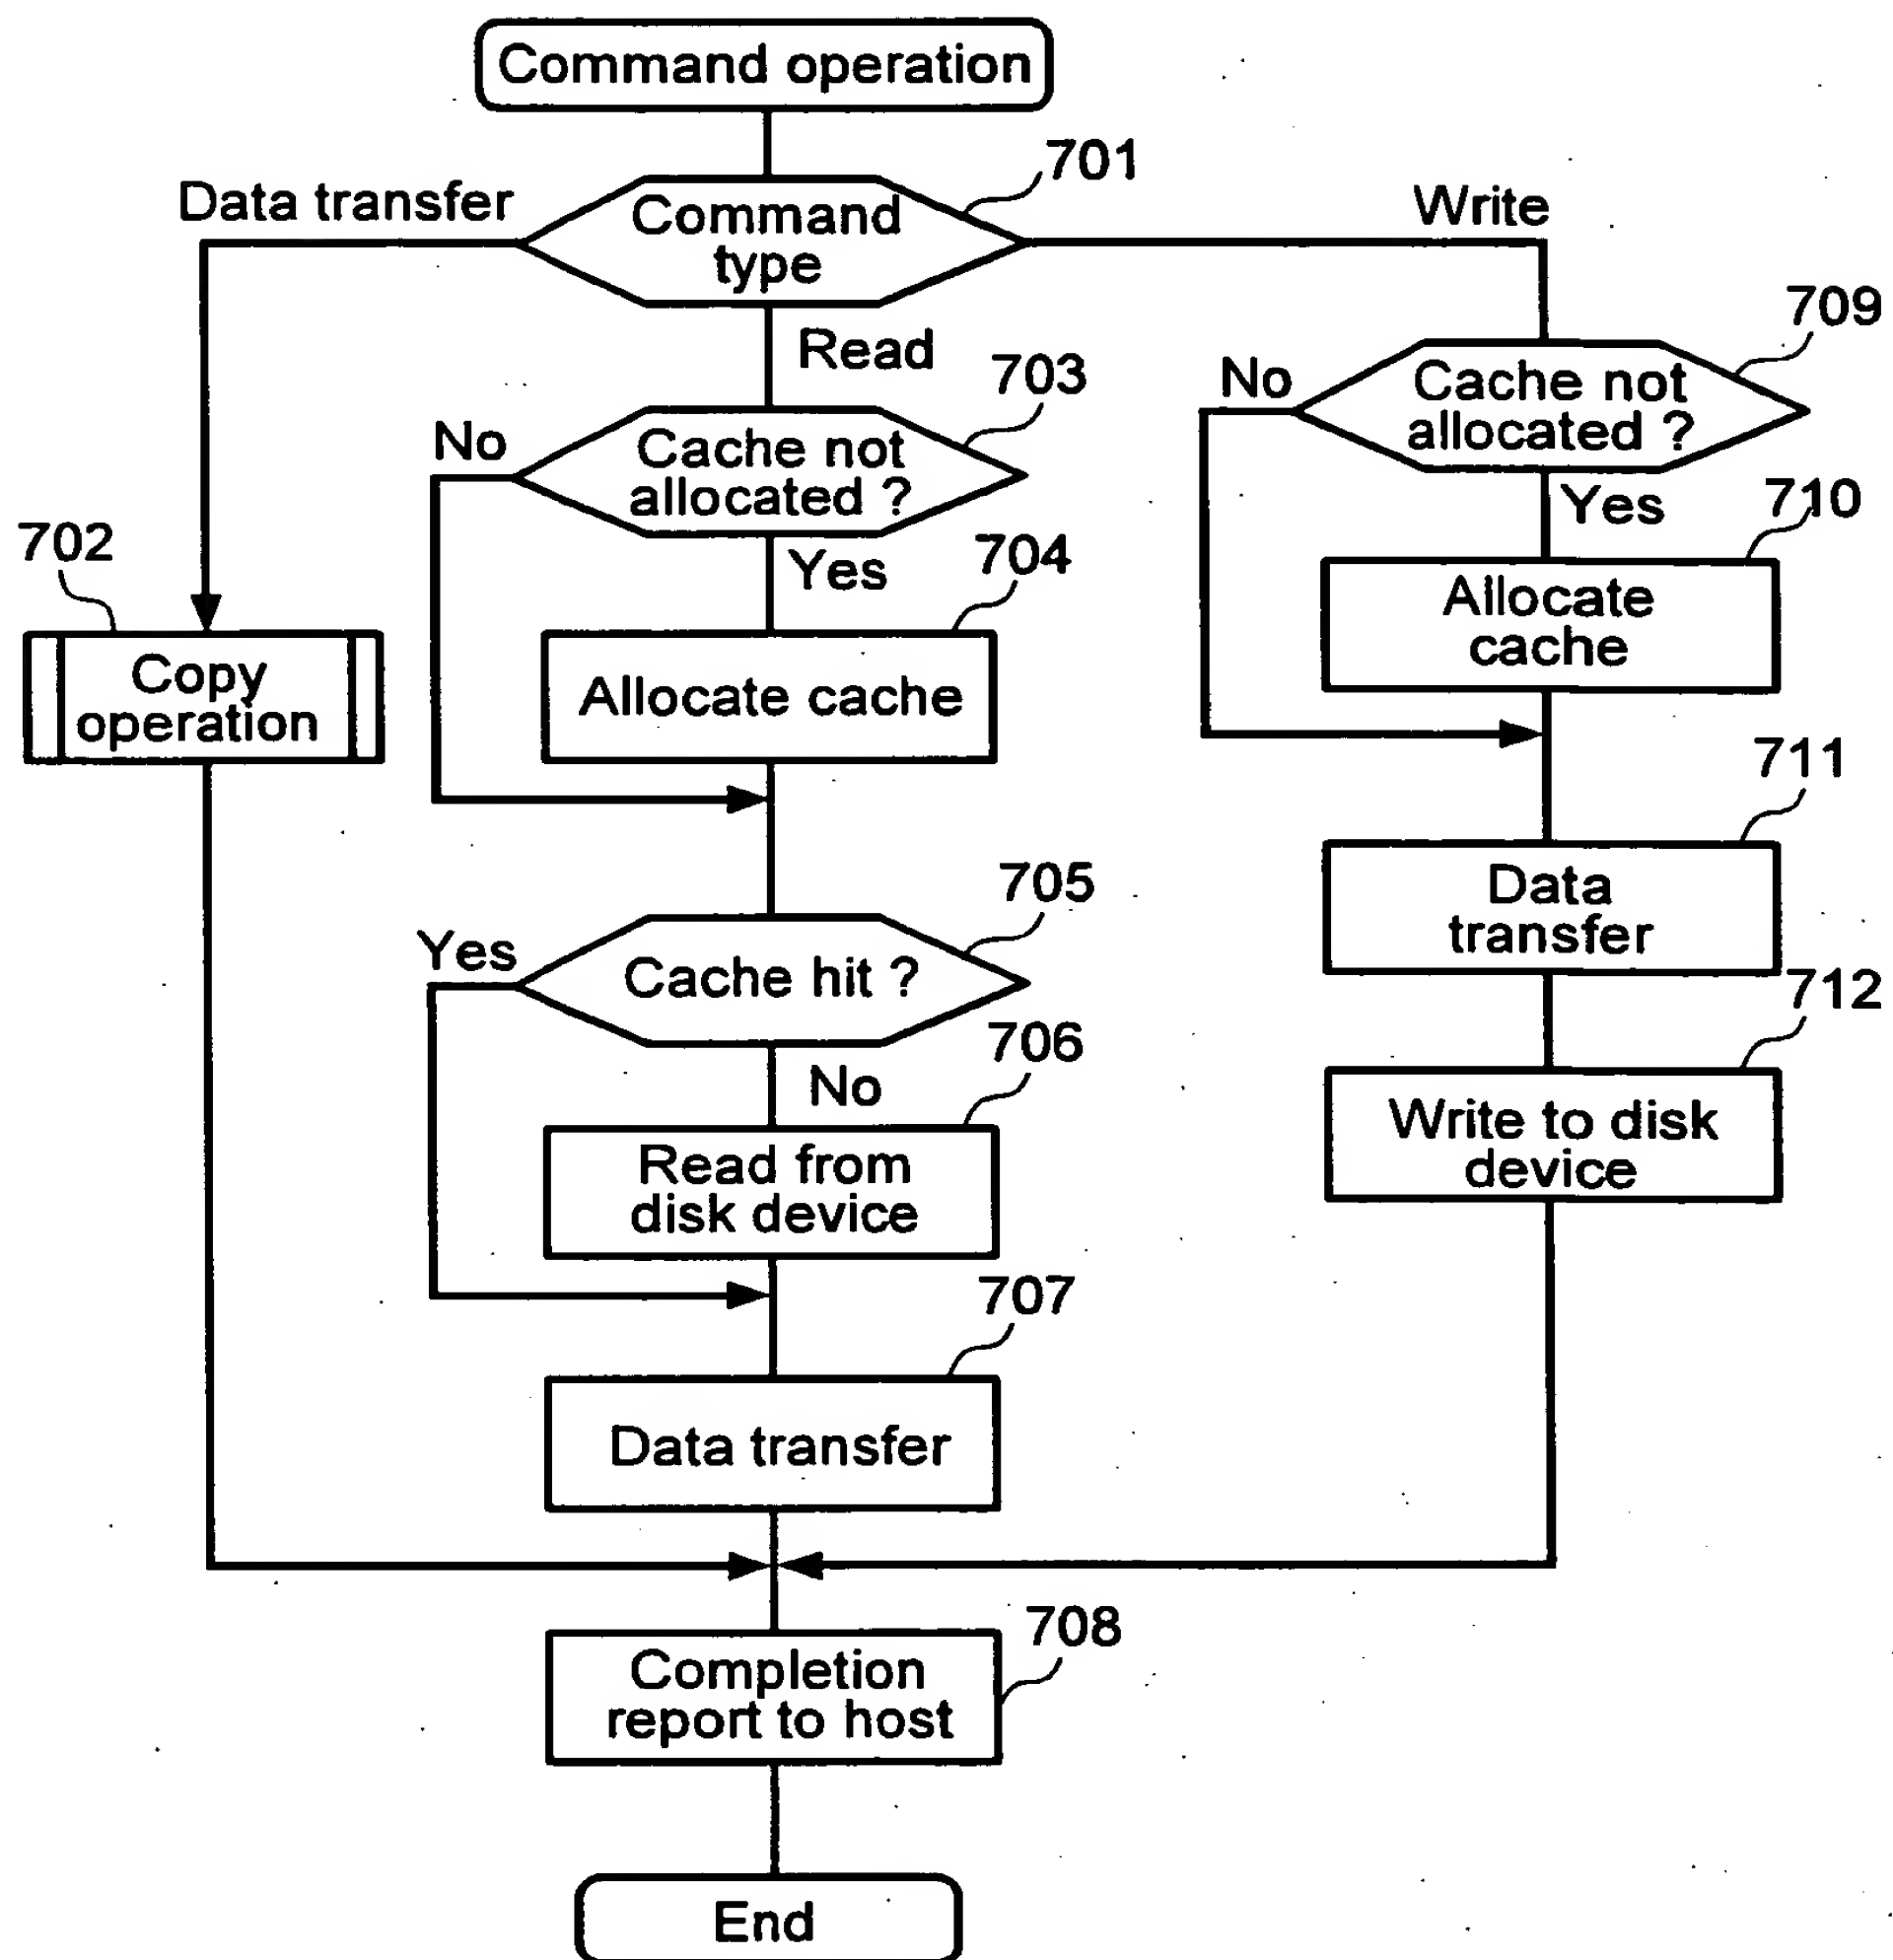 Command operation
701
Data transfer
Command
type
Write
Read
709
703
No
Cache not
allocated ?
No
Cache not
allocated ?
Yes
710
702
Yes
704
Allocate
cache
Copy
operation
Allocate cache
711
Data
transfer
705
Yes
Cache hit ?
712
706
No
Write to disk
device
Read from
disk device
707
Data transfer
708
Completion
report to host
End